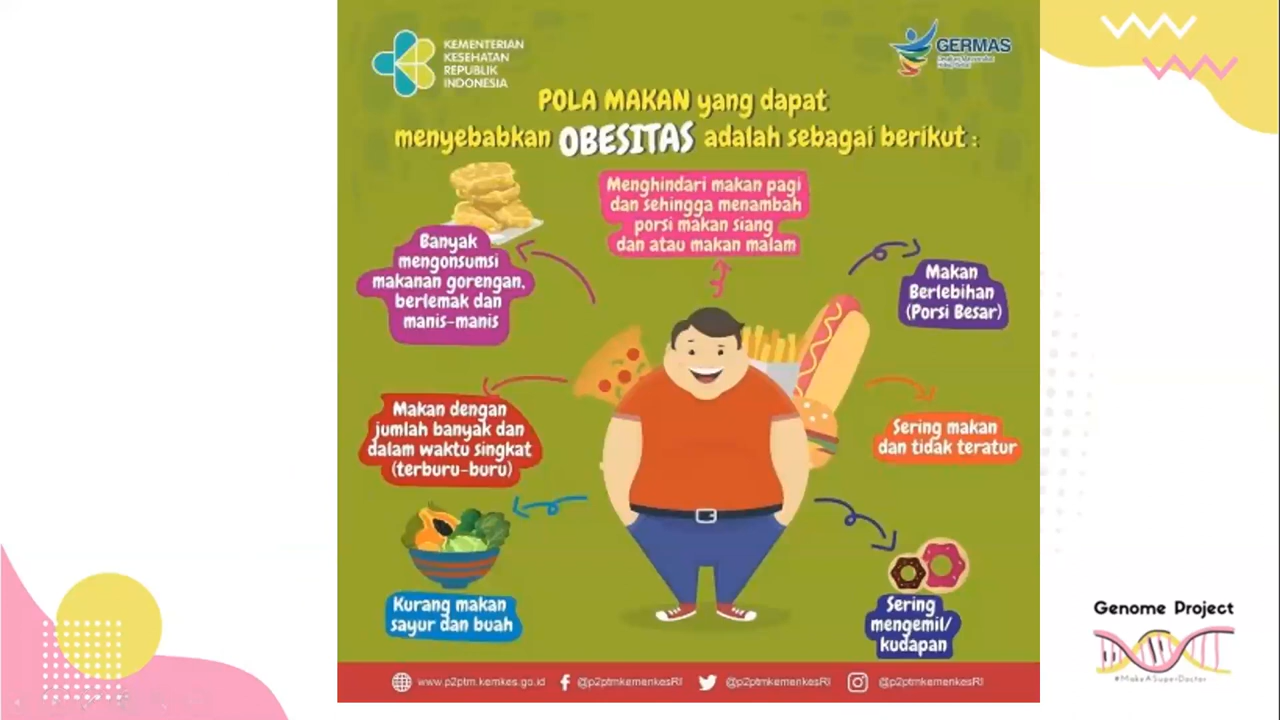 KEMENTERIAN
KESEHATAN
REPUBLIK
INDONESIA
GERMAS
POLA MAKAN yang dapat
menyebabkan OBESITAS adalah sebagai berikut :
Menghindari makan pagi
dan sehingga menambah
porsi makan siang
dan atau makan malam
Banyak
mengonsumsi
makanan gorengan,
berlemak dan
manis-manis
Makan
Berlebihan
(Porsi Besar)
Makan dengan
jumlah banyak dan
dalam waktu singkat
(terburu-buru)
Sering makan
dan tidak teratur
Kurang makan
sayur dan buah
Sering
mengemil/
kudapan
www.p2ptm.kemkes.go.id @p2ptmkemenkesRI @p2ptmkemenkesRI @p2ptmkemenkesRI
Genome Project
#MakeASuperDoctor